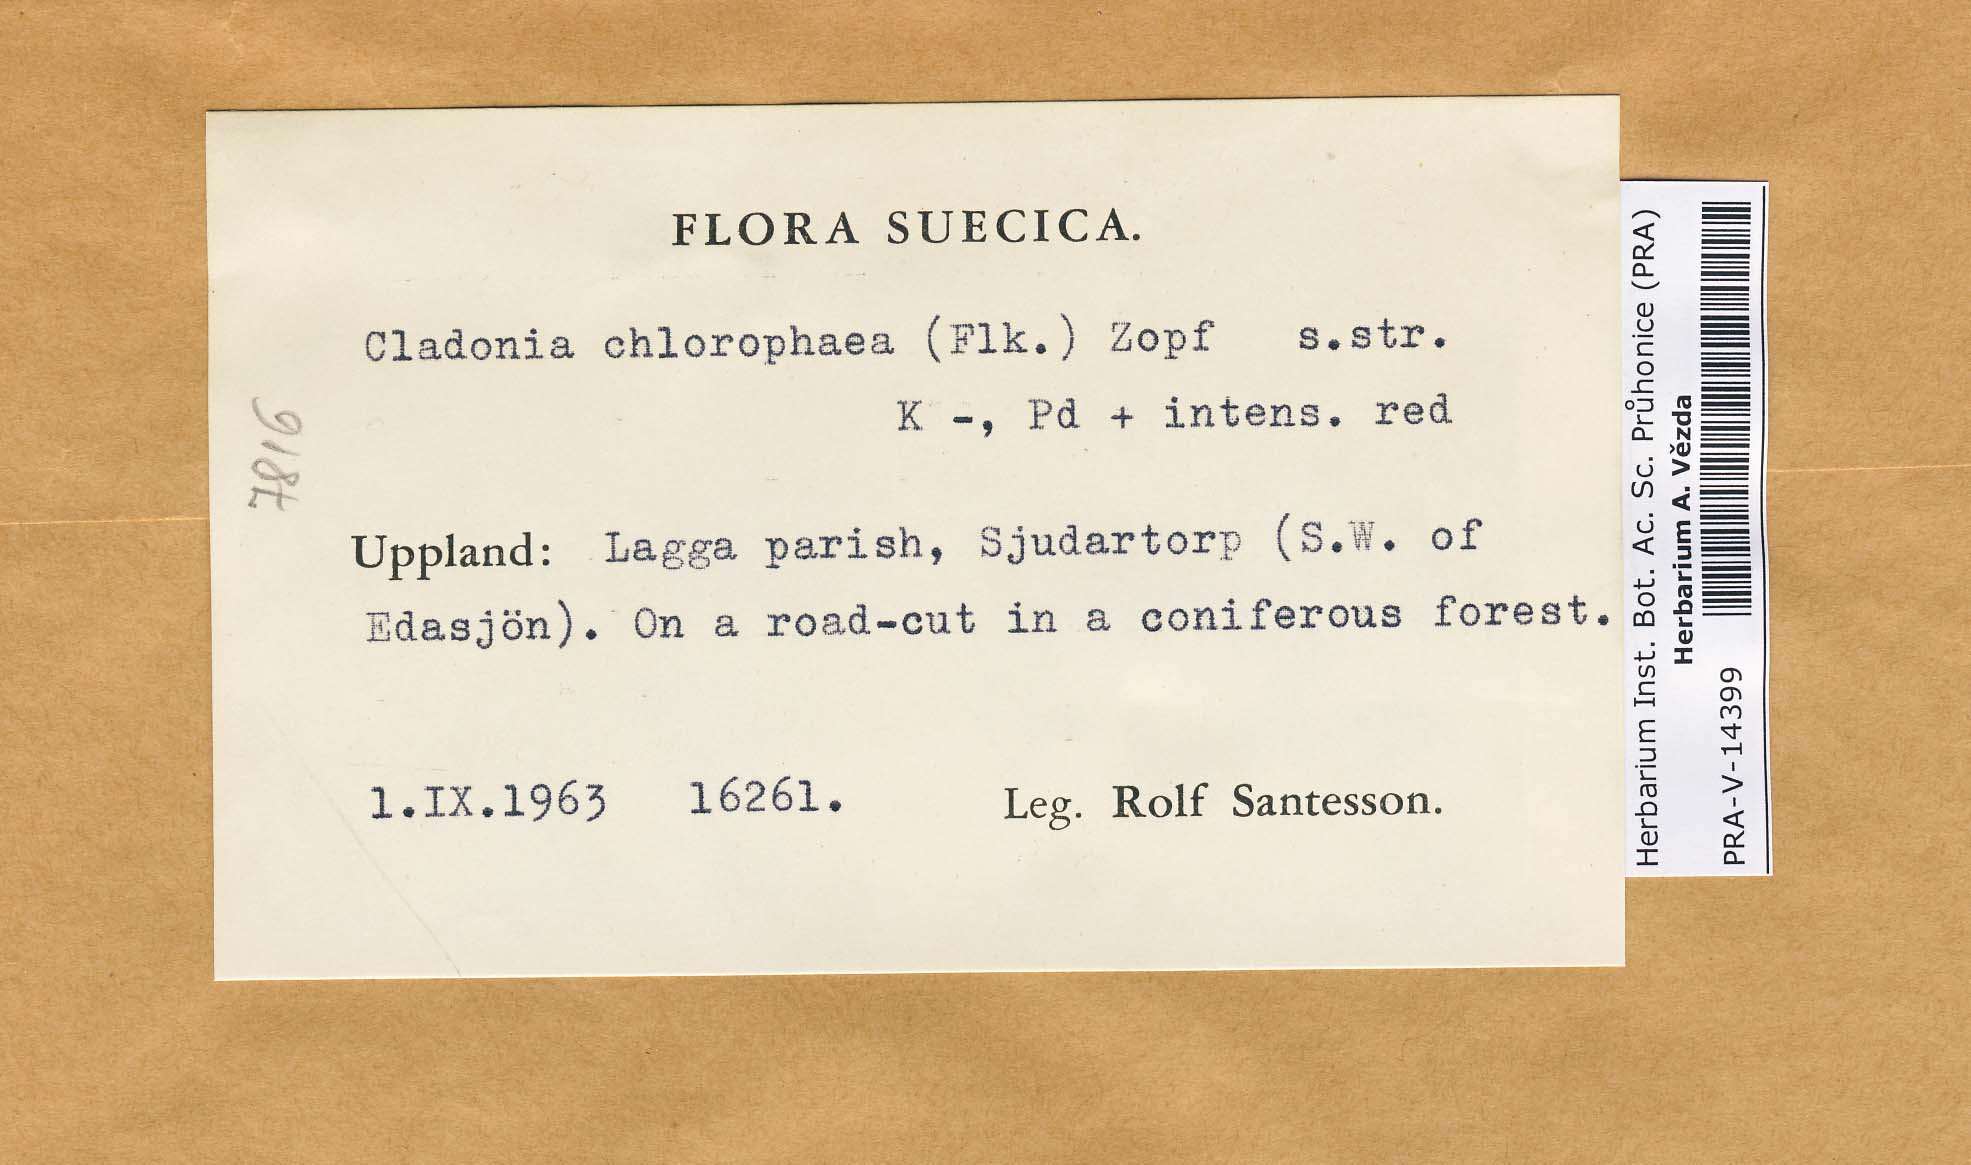 FLORA SUECICA.
Cladonia chlorophaea (Flk.) Zopf s.str.
K -, Pd + intens. red
Uppland: Lagga parish, Sjudartorp (S.W. of
Edasjön). On a road-cut in a coniferous forest.
1.IX.1963 16261. Leg. Rolf Santesson.
7816
Herbarium Inst. Bot. Ac. Sc. Průhonice (PRA)
Herbarium A. Vězda
PRA-V-14399